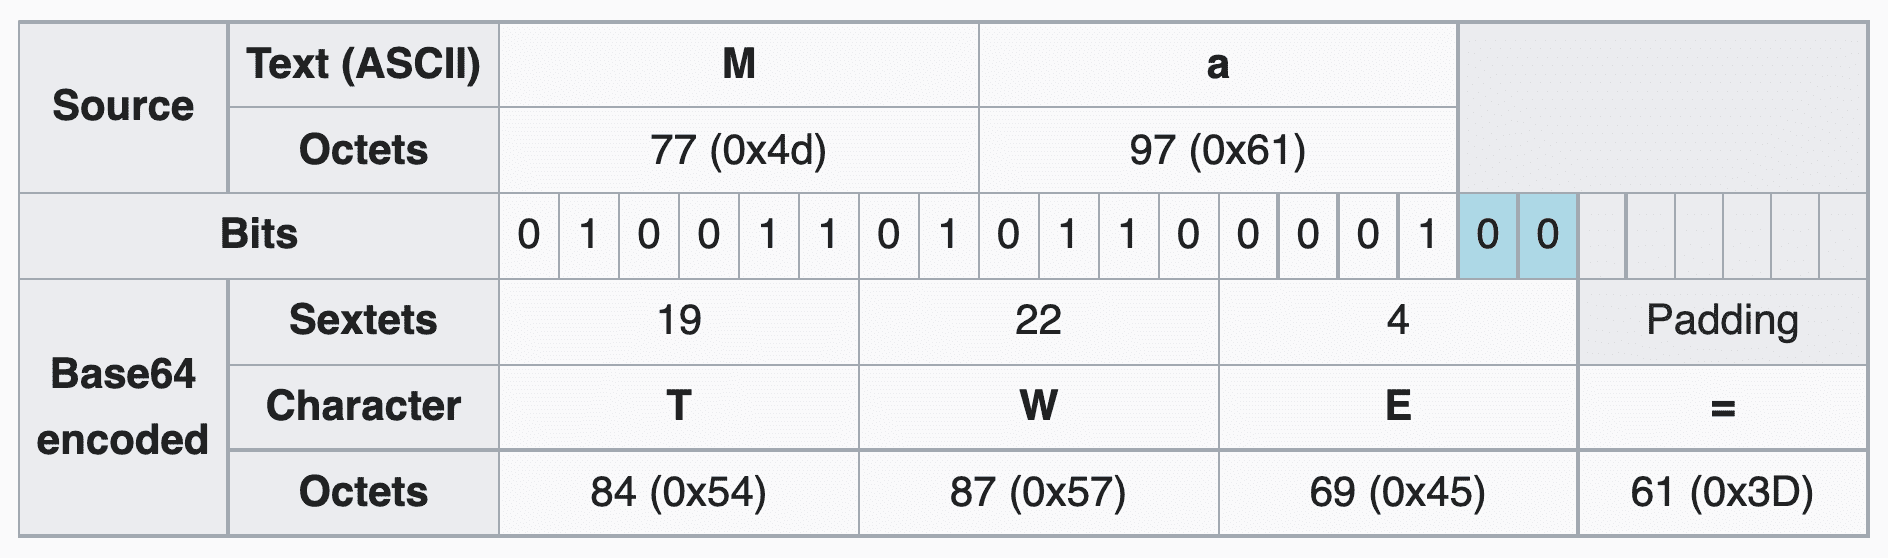 Source Text (ASCII) M a
Octets 77 (0x4d) 97 (0x61)
Bits 0 1 0 0 1 1 0 1 0 1 1 0 0 0 0 1 0 0
Base64 encoded Sextets 19 22 4 Padding
Character T W E =
Octets 84 (0x54) 87 (0x57) 69 (0x45) 61 (0x3D)